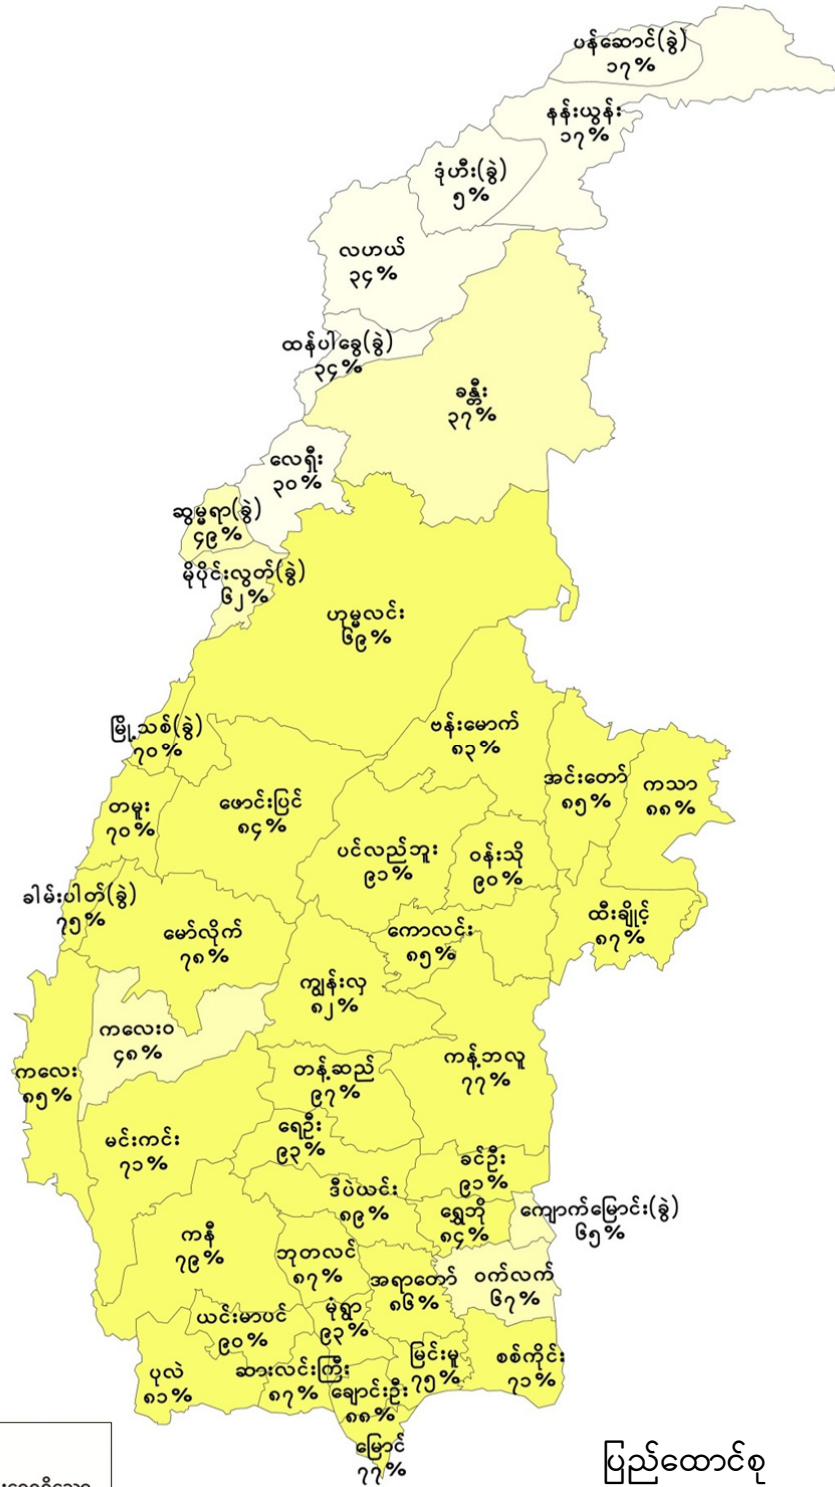 ပန်ဆောင်(ခွဲ)
၁၇%
နန်းယွန်း
၁၇%
ဒုံဟီး(ခွဲ)
၅%
လဟယ်
၃၄%
ထန်ပါခွေ(ခွဲ)
၃၄%
ခန္တီး
၃၇%
လေရှီး
၃၀%
ဆွမ္မရာ(ခွဲ)
၄၉%
မိုပိုင်းလွတ်(ခွဲ)
၆၂%
ဟုမ္မလင်း
၆၉%
မြို့သစ်(ခွဲ)
၇၀%
ဗန်းမောက်
၈၃%
အင်းတော်
၈၅%
ကသာ
၈၈%
တမူး
၇၀%
ဖောင်းပြင်
၈၄%
ပင်လည်ဘူး
၉၁%
ဝန်းသို
၉၀%
ခါမ်းပါတ်(ခွဲ)
၇၅%
မော်လိုက်
၇၈%
ကောလင်း
၈၅%
ထီးချိုင့်
၈၇%
ကျွန်းလှ
၈၂%
ကလေးဝ
၄၈%
ကလေး
၈၅%
တန့်ဆည်
၉၇%
ကန့်ဘလူ
၇၇%
မင်းကင်း
၇၁%
ရေဦး
၉၃%
ခင်ဦး
၉၁%
ဒီပဲယင်း
၈၉%
ရွှေဘို
၈၄%
ကျောက်မြောင်း(ခွဲ)
၆၅%
ကနီ
၇၉%
ဘုတလင်
၈၇%
အရာတော်
၈၆%
ဝက်လက်
၆၇%
ယင်းမာပင်
၉၀%
မုံရွာ
၉၃%
မြင်းမူ
၇၅%
စစ်ကိုင်း
၇၁%
ပုလဲ
၈၁%
ဆားလင်းကြီး
၈၇%
ချောင်းဦး
၈၈%
မြောင်
၇၇%
ပြည်ထောင်စု